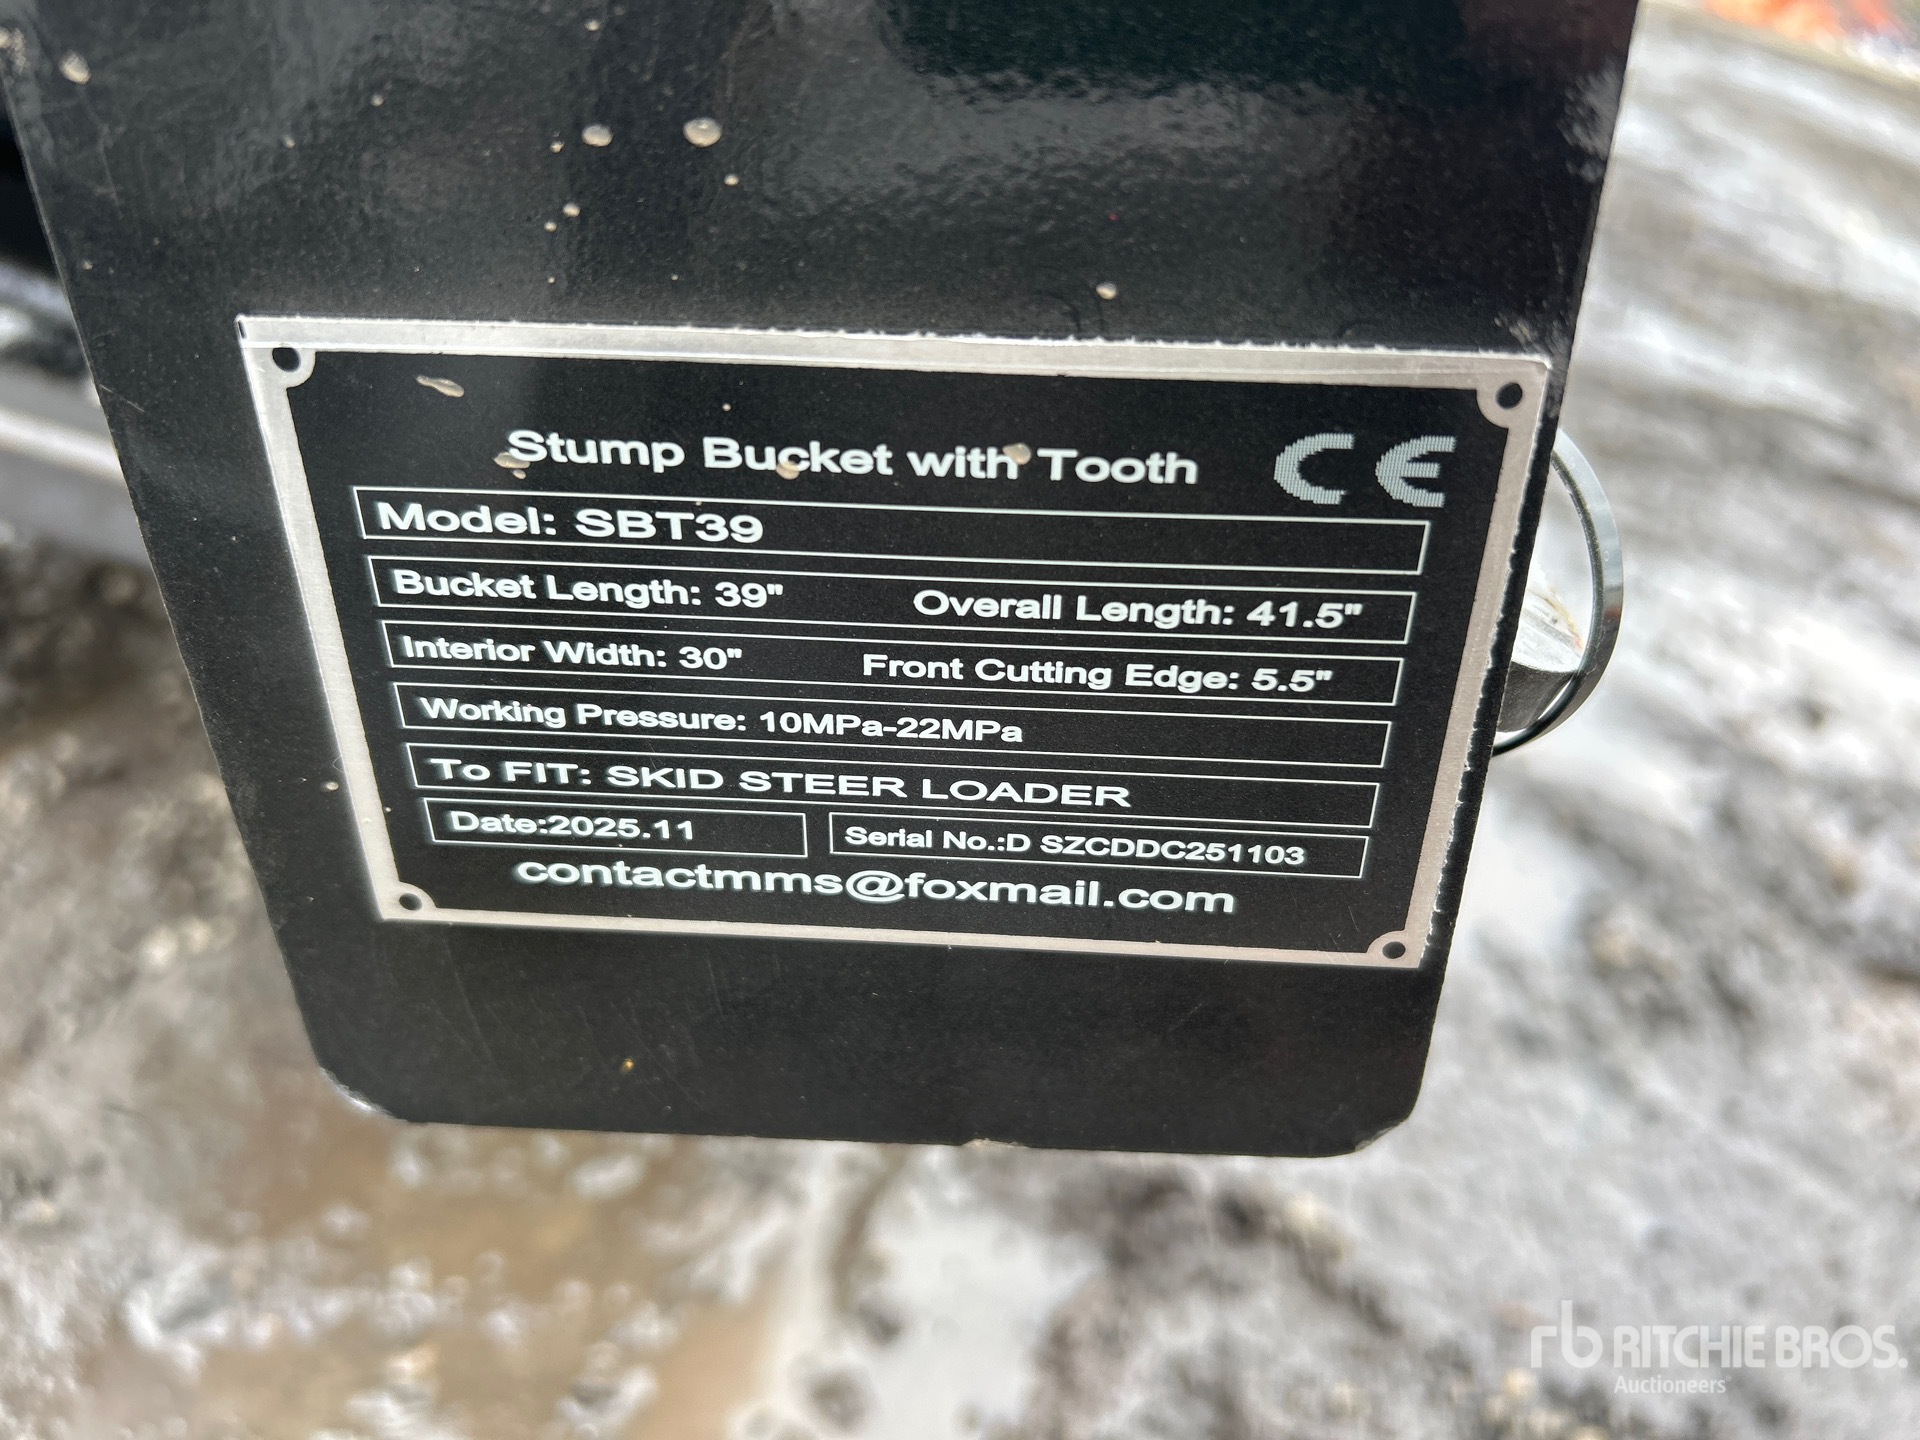 Stump Bucket with Tooth CE
Model: SBT39
Bucket Length: 39" Overall Length: 41.5"
Interior Width: 30" Front Cutting Edge: 5.5"
Working Pressure: 10MPa-22MPa
To FIT: SKID STEER LOADER
Date:2025.11 Serial No.:D SZCDDC251103
contactmms@foxmail.com
rb RITCHIE BROS.
Auctioneers